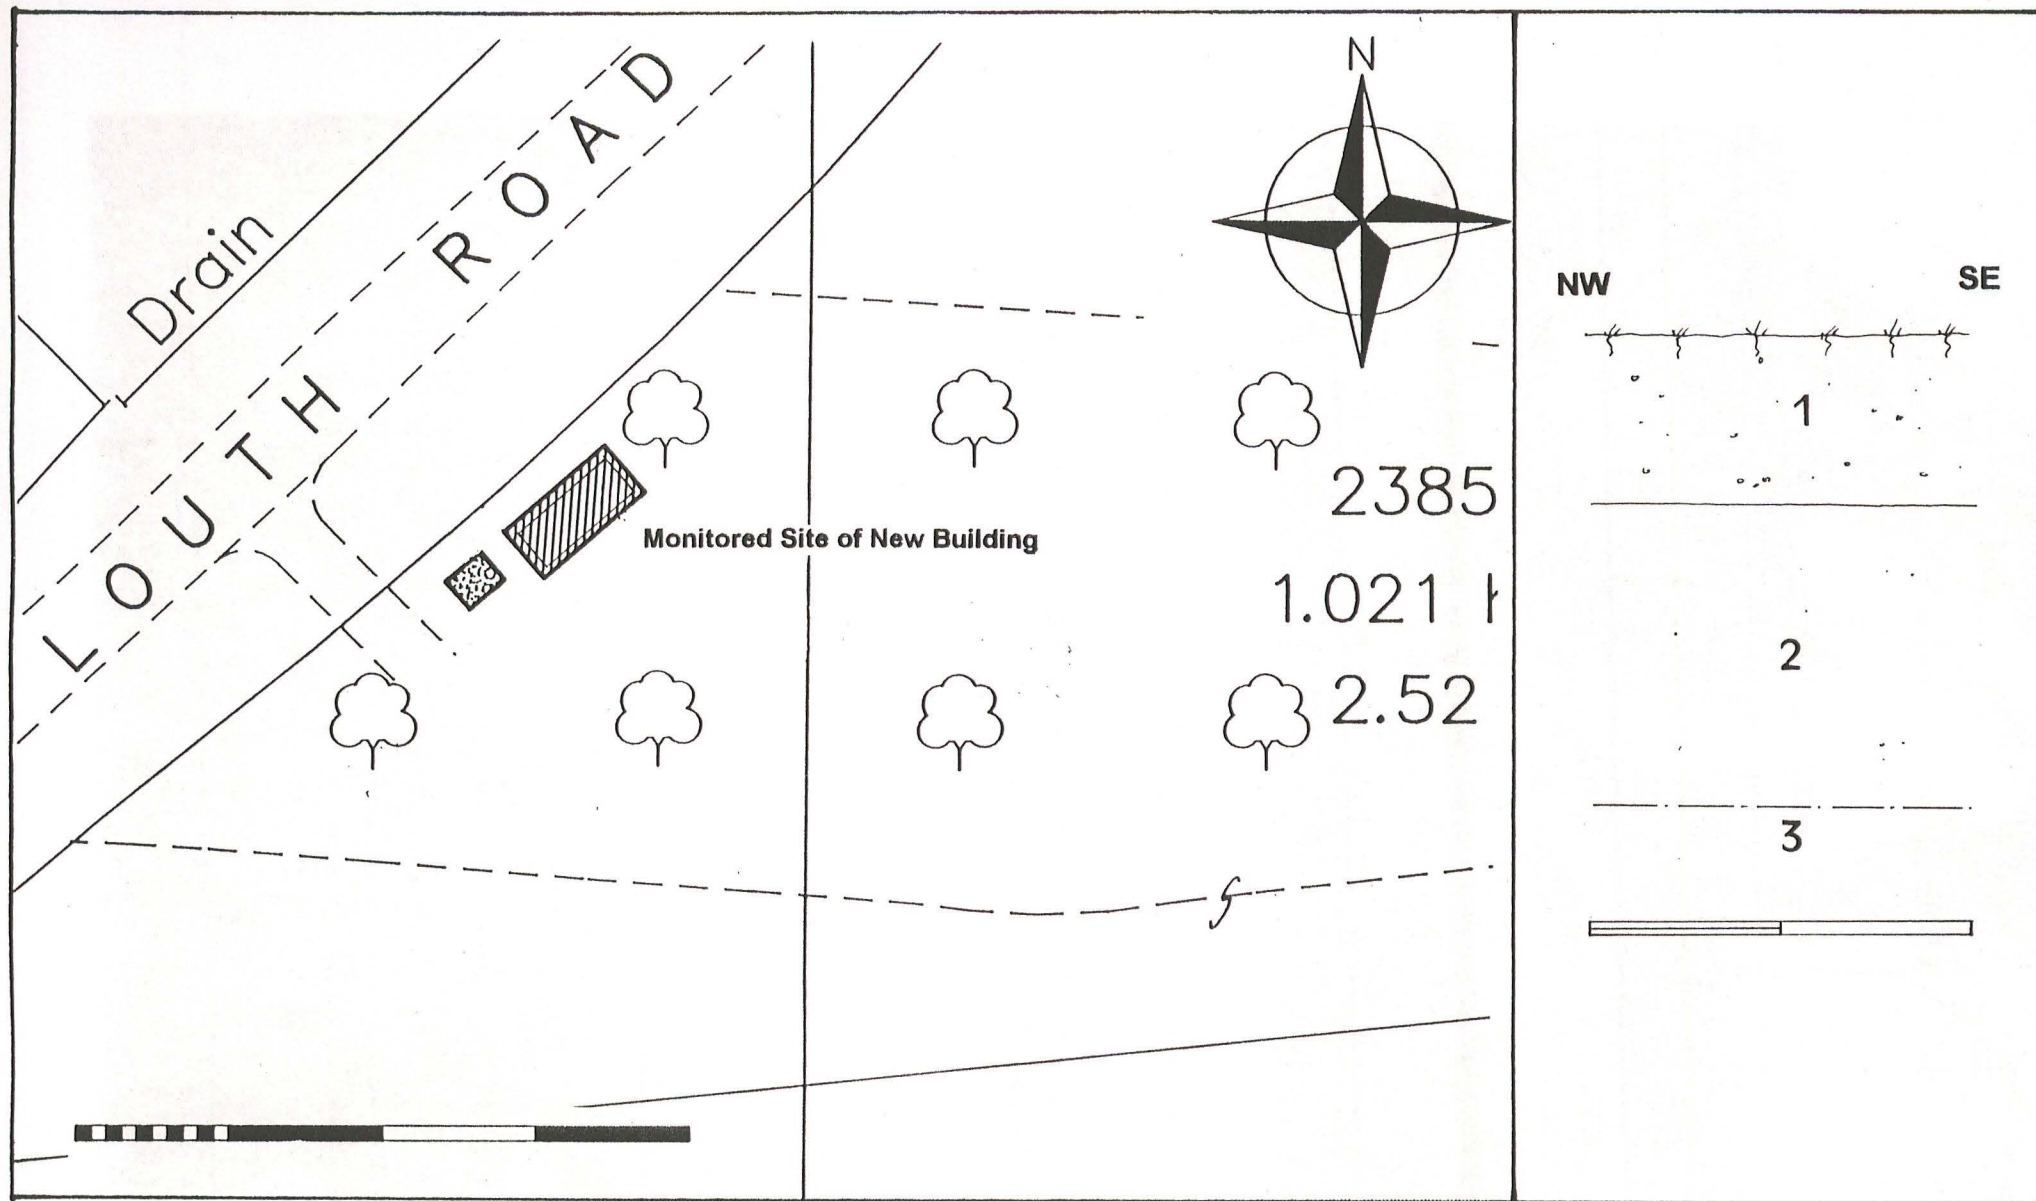 N
Drain
LOUTH ROAD
Monitored Site of New Building
2385
1.021
2.52
NW SE
1
2
3